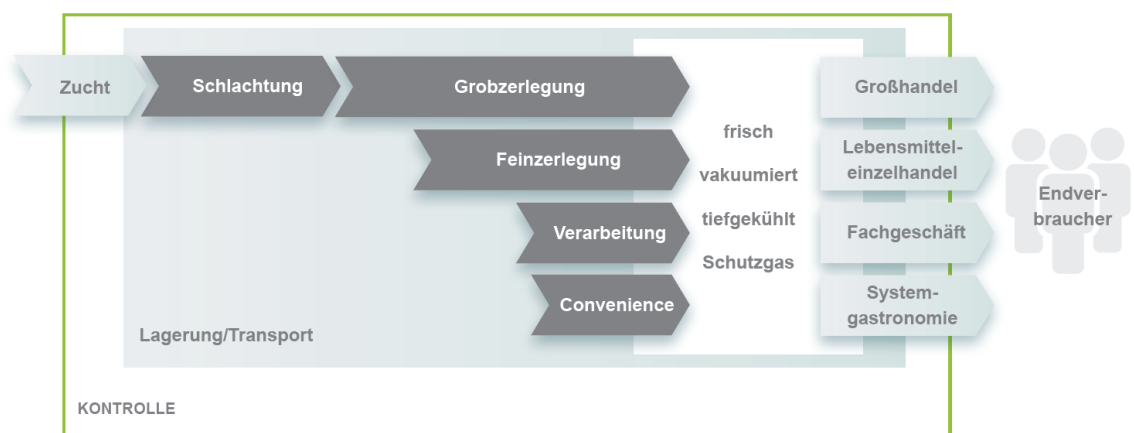 Zucht
Schlachtung
Grobzerlegung
Feinzerlegung
Verarbeitung
Convenience
frisch
vakuumiert
tiefgekühlt
Schutzgas
Großhandel
Lebensmittel-
einzelhandel
Fachgeschäft
System-
gastronomie
Endver-
braucher
Lagerung/Transport
KONTROLLE